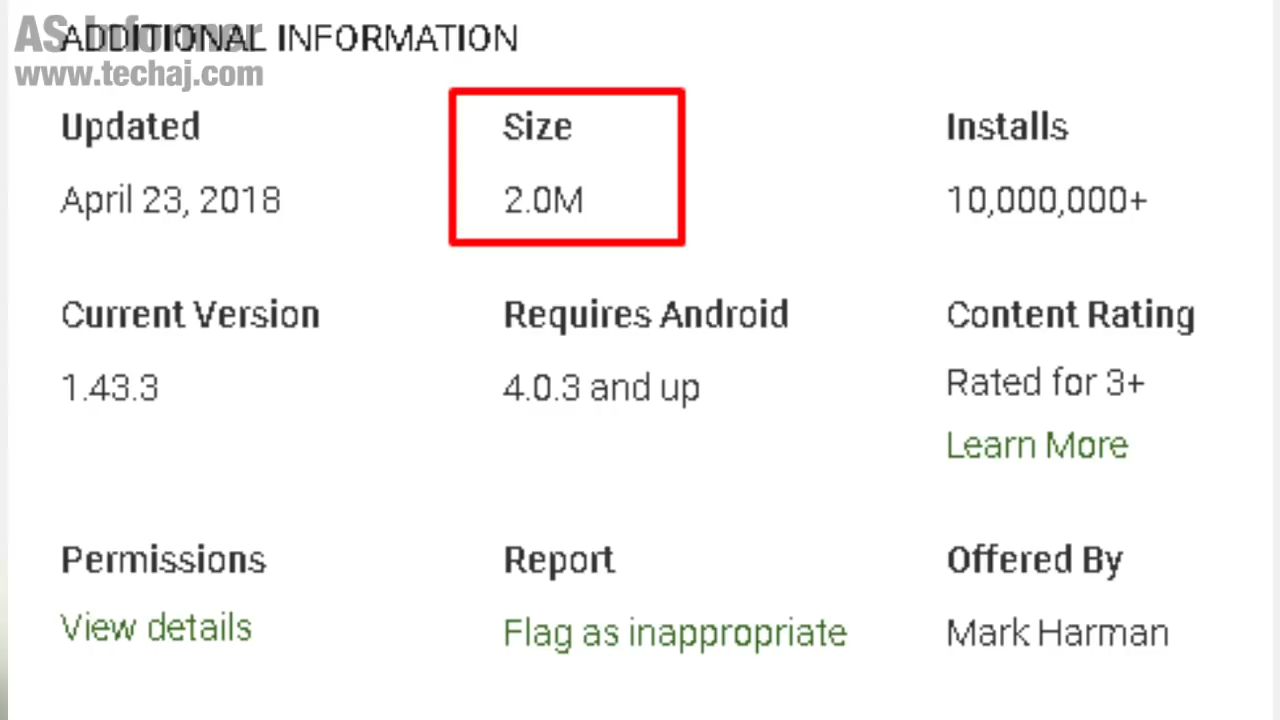 AS Informer
www.techaj.com
ADDITIONAL INFORMATION
Updated
April 23, 2018
Size
2.0M
Installs
10,000,000+
Current Version
1.43.3
Requires Android
4.0.3 and up
Content Rating
Rated for 3+
Learn More
Permissions
View details
Report
Flag as inappropriate
Offered By
Mark Harman